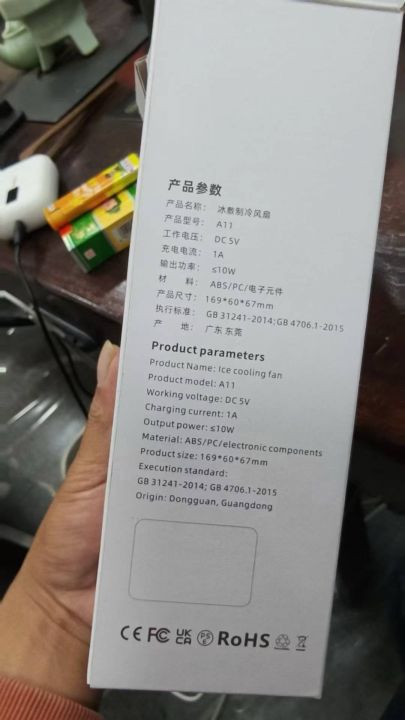 产品参数
产品名称： 冰敷制冷风扇
产品型号： A11
工作电压： DC 5V
充电电流： 1A
输出功率： ≤10W
材 料： ABS/PC/电子元件
产品尺寸： 169*60*67mm
执行标准： GB 31241-2014;GB 4706.1-2015
产 地： 广东 东莞
Product parameters
Product Name: Ice cooling fan
Product model: A11
Working voltage: DC 5V
Charging current: 1A
Output power: ≤10W
Material: ABS/PC/electronic components
Product size: 169*60*67mm
Execution standard:
GB 31241-2014; GB 4706.1-2015
Origin: Dongguan, Guangdong
CE FC UK CA PS E RoHS